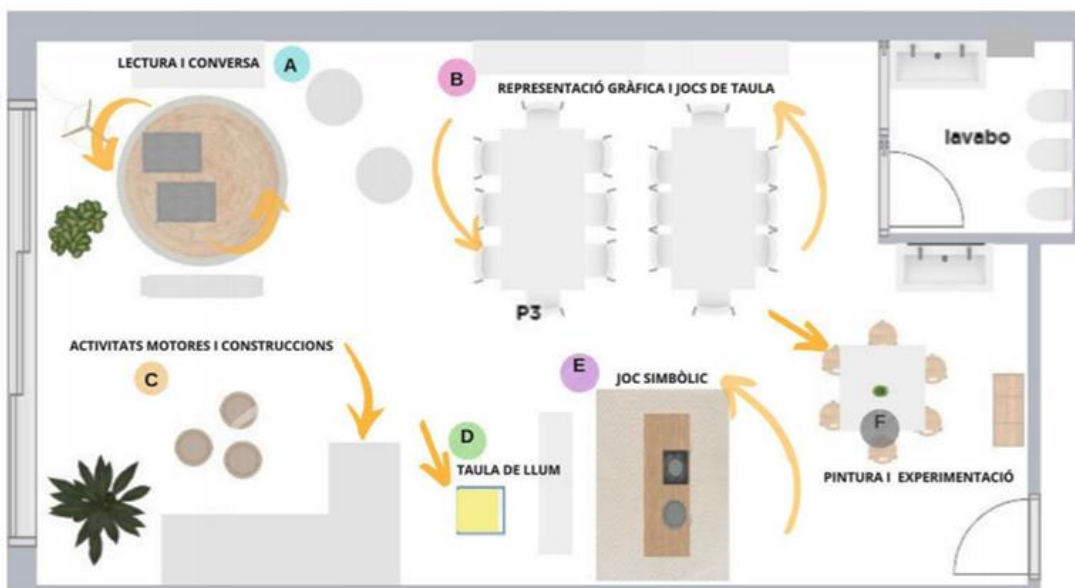 LECTURA I CONVERSA
A
B
REPRESENTACIÓ GRÀFICA I JOCS DE TAULA
lavabo
P3
ACTIVITATS MOTORES I CONSTRUCCIONS
C
E
JOC SIMBÒLIC
D
TAULA DE LLUM
F
PINTURA I EXPERIMENTACIÓ